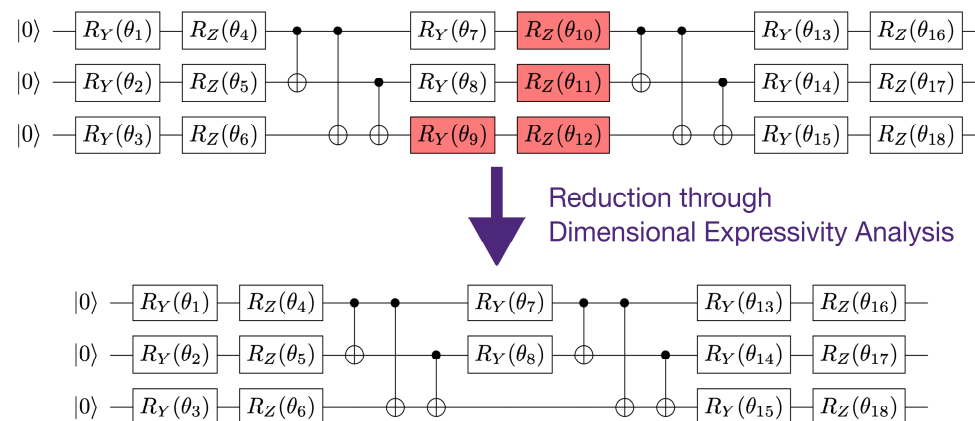 |0⟩ R_Y(θ_1) R_Z(θ_4) R_Y(θ_7) R_Z(θ_10) R_Y(θ_13) R_Z(θ_16)
|0⟩ R_Y(θ_2) R_Z(θ_5) R_Y(θ_8) R_Z(θ_11) R_Y(θ_14) R_Z(θ_17)
|0⟩ R_Y(θ_3) R_Z(θ_6) R_Y(θ_9) R_Z(θ_12) R_Y(θ_15) R_Z(θ_18)
Reduction through
Dimensional Expressivity Analysis
|0⟩ R_Y(θ_1) R_Z(θ_4) R_Y(θ_7) R_Y(θ_13) R_Z(θ_16)
|0⟩ R_Y(θ_2) R_Z(θ_5) R_Y(θ_8) R_Y(θ_14) R_Z(θ_17)
|0⟩ R_Y(θ_3) R_Z(θ_6) R_Y(θ_15) R_Z(θ_18)